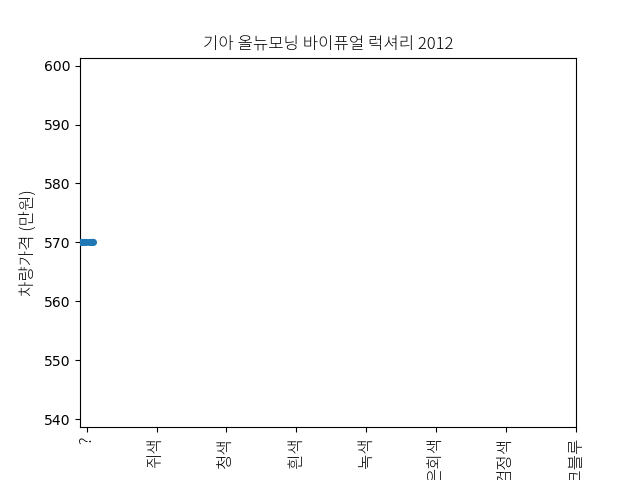 기아 올뉴모닝 바이퓨얼 럭셔리 2012
차량가격 (만원)
600
590
580
570
560
550
540
?
쥐색
청색
흰색
녹색
은회색
검정색